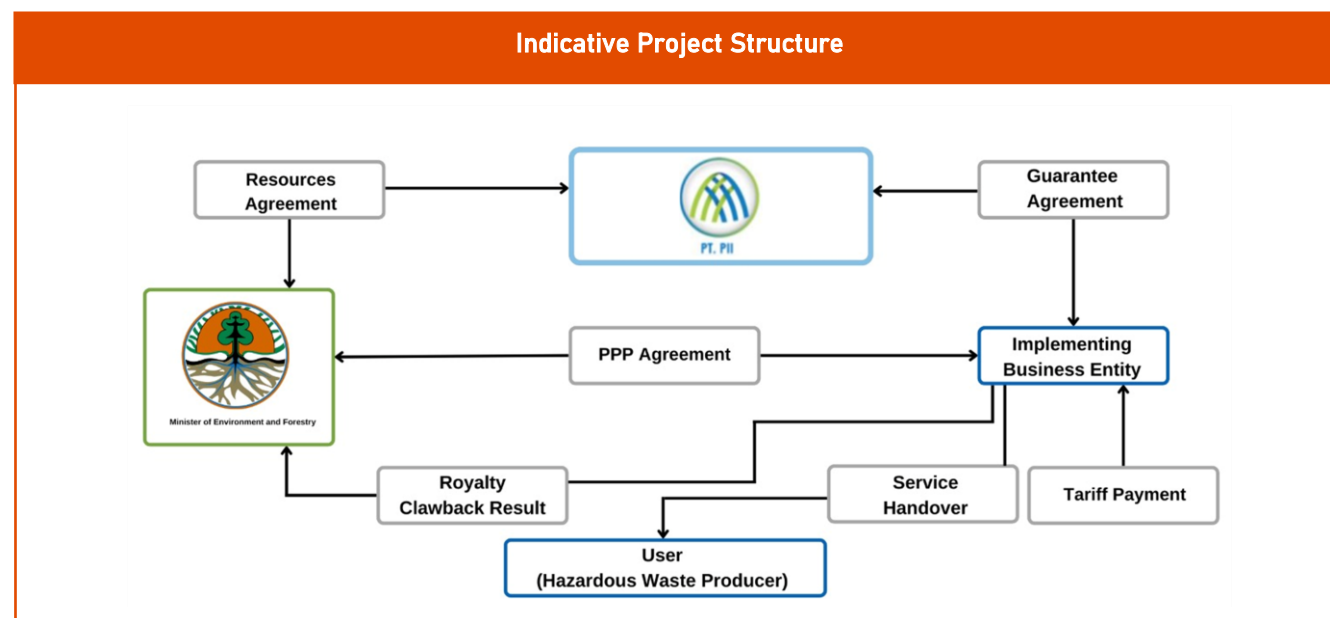 Indicative Project Structure
Resources
Agreement
PT. PII
Guarantee
Agreement
Minister of Environment and Forestry
PPP Agreement
Implementing
Business Entity
Royalty
Clawback Result
Service
Handover
Tariff Payment
User
(Hazardous Waste Producer)